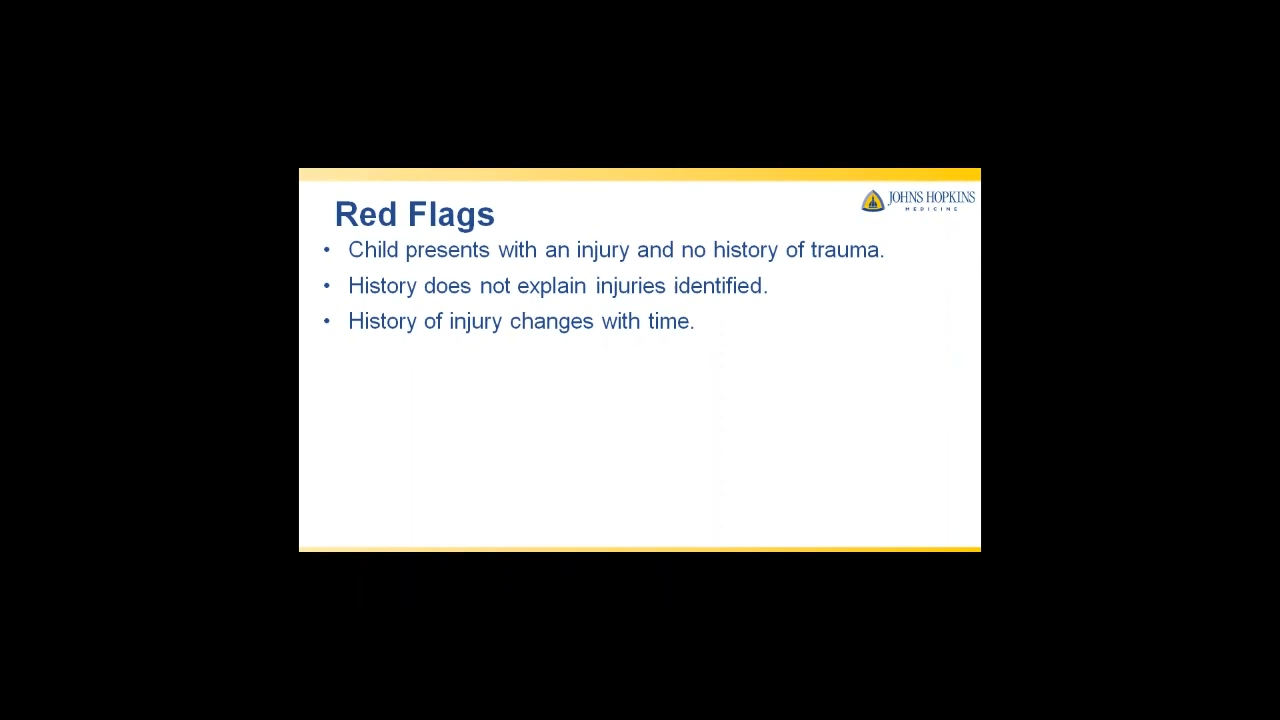 JOHNS HOPKINS
MEDICINE
Red Flags
• Child presents with an injury and no history of trauma.
• History does not explain injuries identified.
• History of injury changes with time.